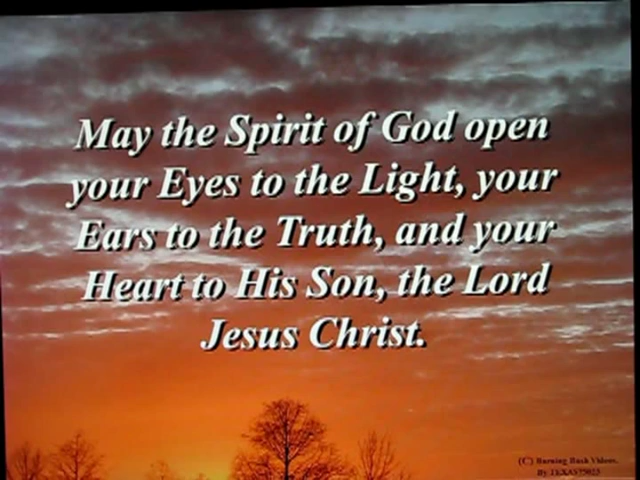 May the Spirit of God open
your Eyes to the Light, your
Ears to the Truth, and your
Heart to His Son, the Lord
Jesus Christ.
(C) Burning Bush Videos.
By